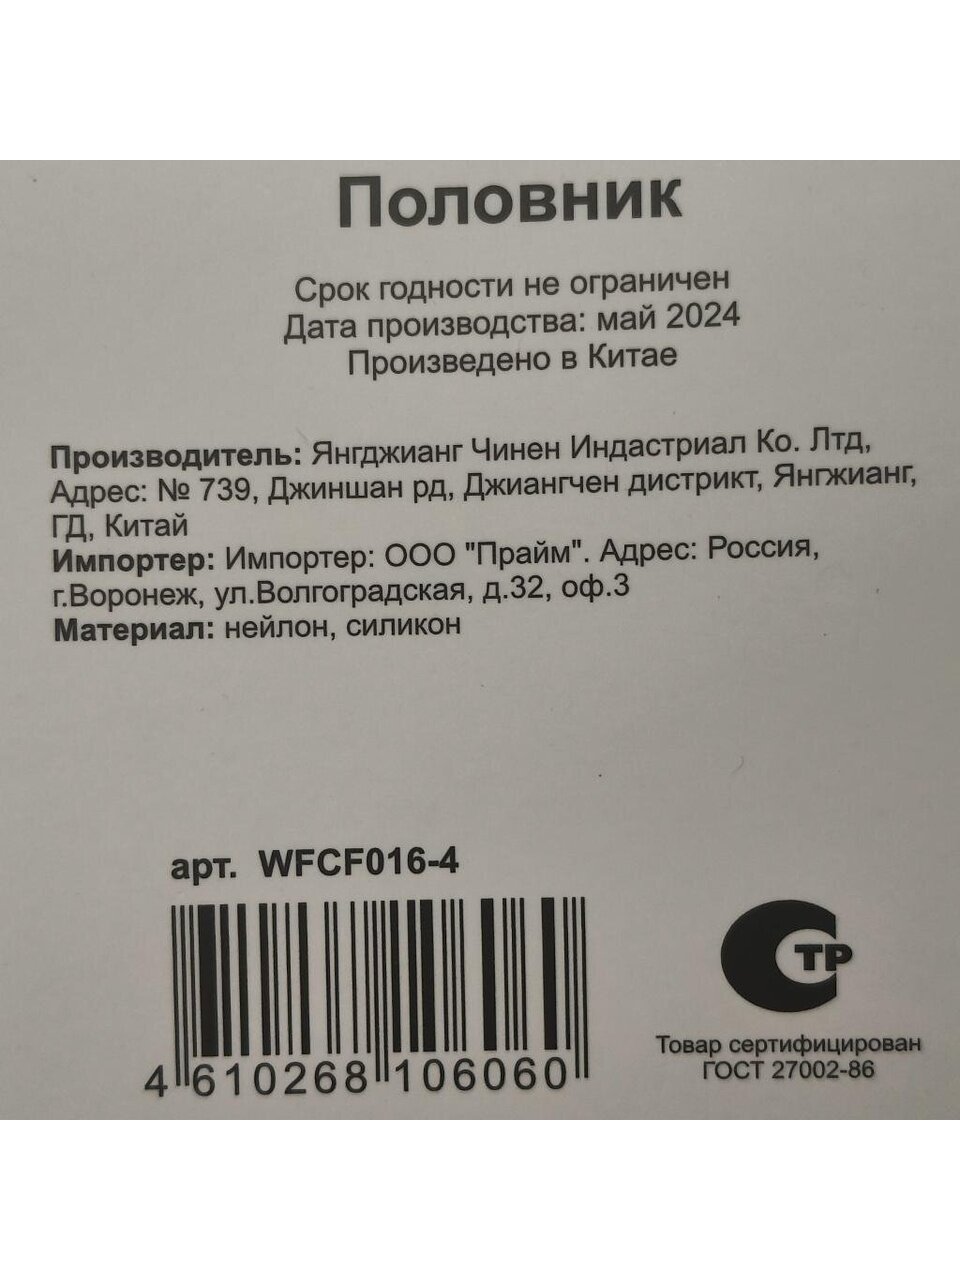 Половник
Срок годности не ограничен
Дата производства: май 2024
Произведено в Китае
Производитель: Янгджианг Чинен Индастриал Ко. Лтд,
Адрес: № 739, Джиншан рд, Джиангчен дистрикт, Янгжианг,
ГД, Китай
Импортер: Импортер: ООО "Прайм". Адрес: Россия,
г.Воронеж, ул.Волгоградская, д.32, оф.3
Материал: нейлон, силикон
арт. WFCF016-4
4 610268 106060
ТР
Товар сертифицирован
ГОСТ 27002-86